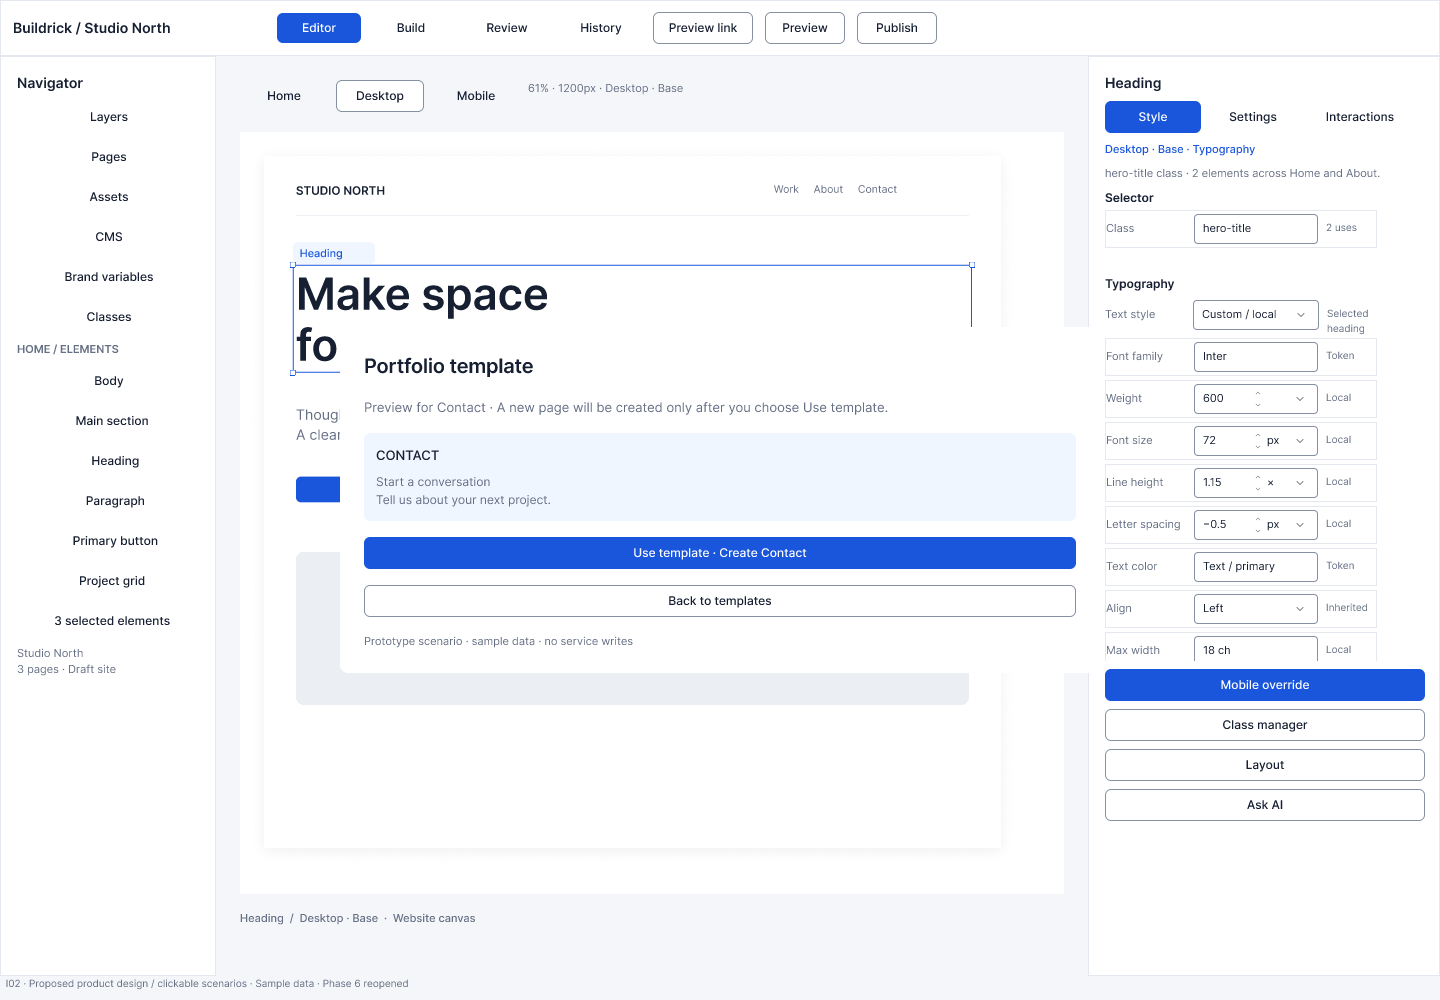 Buildrick / Studio North
Editor
Build
Review
History
Preview link
Preview
Publish
Navigator
Layers
Pages
Assets
CMS
Brand variables
Classes
HOME / ELEMENTS
Body
Main section
Heading
Paragraph
Primary button
Project grid
3 selected elements
Studio North
3 pages · Draft site
Home
Desktop
Mobile
61% · 1200px · Desktop · Base
STUDIO NORTH
Work
About
Contact
Heading
Make space
fo
Though
A clear
Portfolio template
Preview for Contact · A new page will be created only after you choose Use template.
CONTACT
Start a conversation
Tell us about your next project.
Use template · Create Contact
Back to templates
Prototype scenario · sample data · no service writes
Heading / Desktop · Base · Website canvas
Heading
Style
Settings
Interactions
Desktop · Base · Typography
hero-title class · 2 elements across Home and About.
Selector
Class
hero-title
2 uses
Typography
Text style
Custom / local
Selected
heading
Font family
Inter
Token
Weight
600
Local
Font size
72
px
Local
Line height
1.15
×
Local
Letter spacing
−0.5
px
Local
Text color
Text / primary
Token
Align
Left
Inherited
Max width
18 ch
Local
Mobile override
Class manager
Layout
Ask AI
I02 · Proposed product design / clickable scenarios · Sample data · Phase 6 reopened